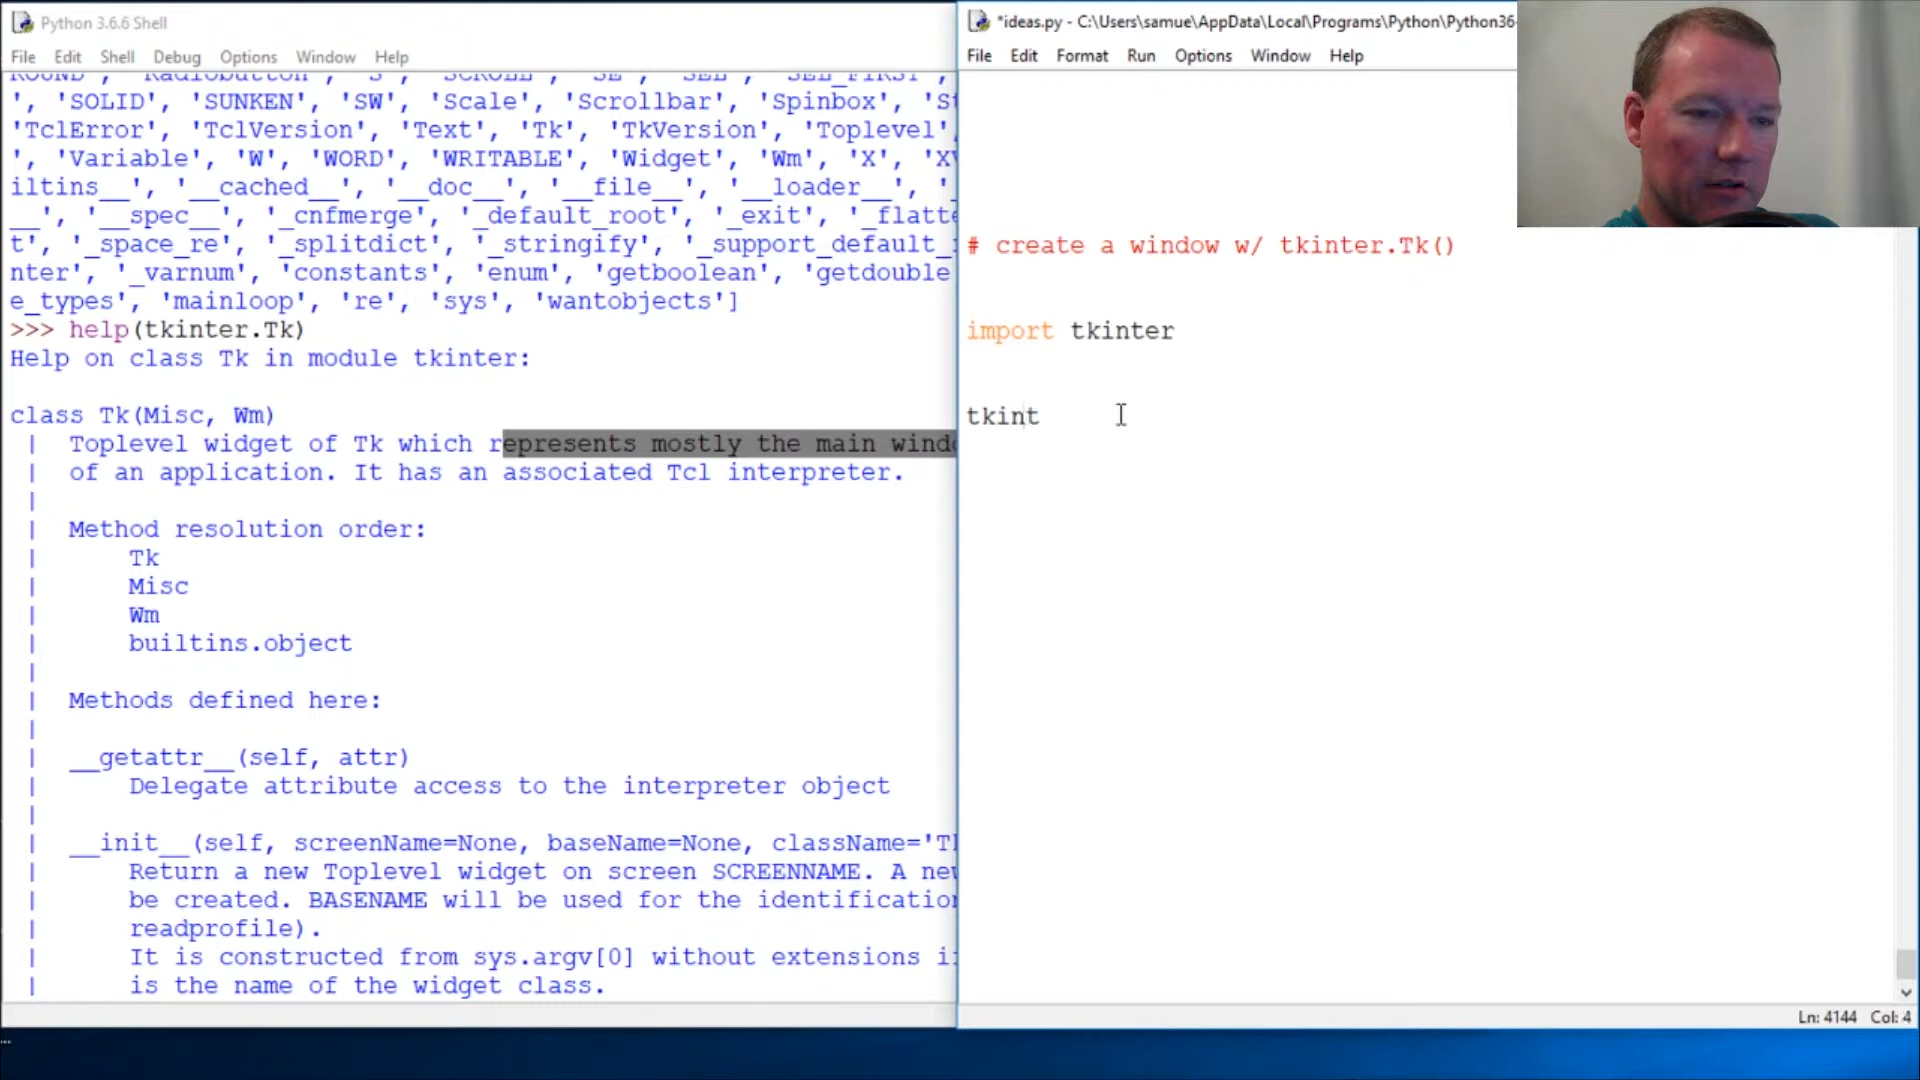 Python 3.6.6 Shell
File Edit Shell Debug Options Window Help
', 'SOLID', 'SUNKEN', 'SW', 'Scale', 'Scrollbar', 'Spinbox',
'TclError', 'TclVersion', 'Text', 'Tk', 'TkVersion', 'Toplevel',
', 'Variable', 'W', 'WORD', 'WRITABLE', 'Widget', 'Wm', 'X',
iltins__', '__cached__', '__doc__', '__file__', '__loader__', '
__', '__spec__', '_cnfmerge', '_default_root', '_exit', '_flatte
t', '_space_re', '_splitdict', '_stringify', '_support_default_
nter', '_varnum', 'constants', 'enum', 'getboolean', 'getdouble
e_types', 'mainloop', 're', 'sys', 'wantobjects']
>>> help(tkinter.Tk)
Help on class Tk in module tkinter:
class Tk(Misc, Wm)
| Toplevel widget of Tk which represents mostly the main wind
| of an application. It has an associated Tcl interpreter.
|
| Method resolution order:
| Tk
| Misc
| Wm
| builtins.object
|
| Methods defined here:
|
| __getattr__(self, attr)
| Delegate attribute access to the interpreter object
|
| __init__(self, screenName=None, baseName=None, className='T
| Return a new Toplevel widget on screen SCREENNAME. A new
| be created. BASENAME will be used for the identification
| readprofile).
| It is constructed from sys.argv[0] without extensions i
| is the name of the widget class.
*ideas.py - C:\Users\samue\AppData\Local\Programs\Python\Python36-
File Edit Format Run Options Window Help
# create a window w/ tkinter.Tk()
import tkinter
tkint
Ln: 4144 Col: 4